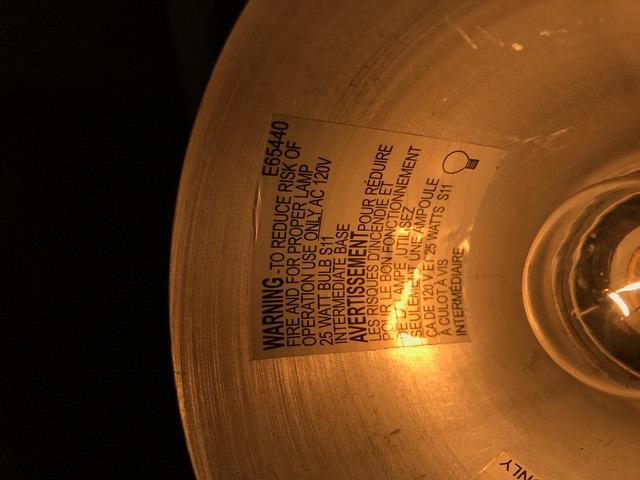 E65440
WARNING -TO REDUCE RISK OF
FIRE AND FOR PROPER LAMP
OPERATION USE ONLY AC 120V
25 WATT BULB S11
INTERMEDIATE BASE
AVERTISSEMENT POUR RÉDUIRE
LES RISQUES D'INCENDIE ET
POUR LE BON FONCTIONNEMENT
DE LAMPE, UTILISEZ
SEULEMENT UNE AMPOULE
CA DE 120 V ET 25 WATTS S11
A CULOT À VIS
INTERMÉDIAIRE
ONLY